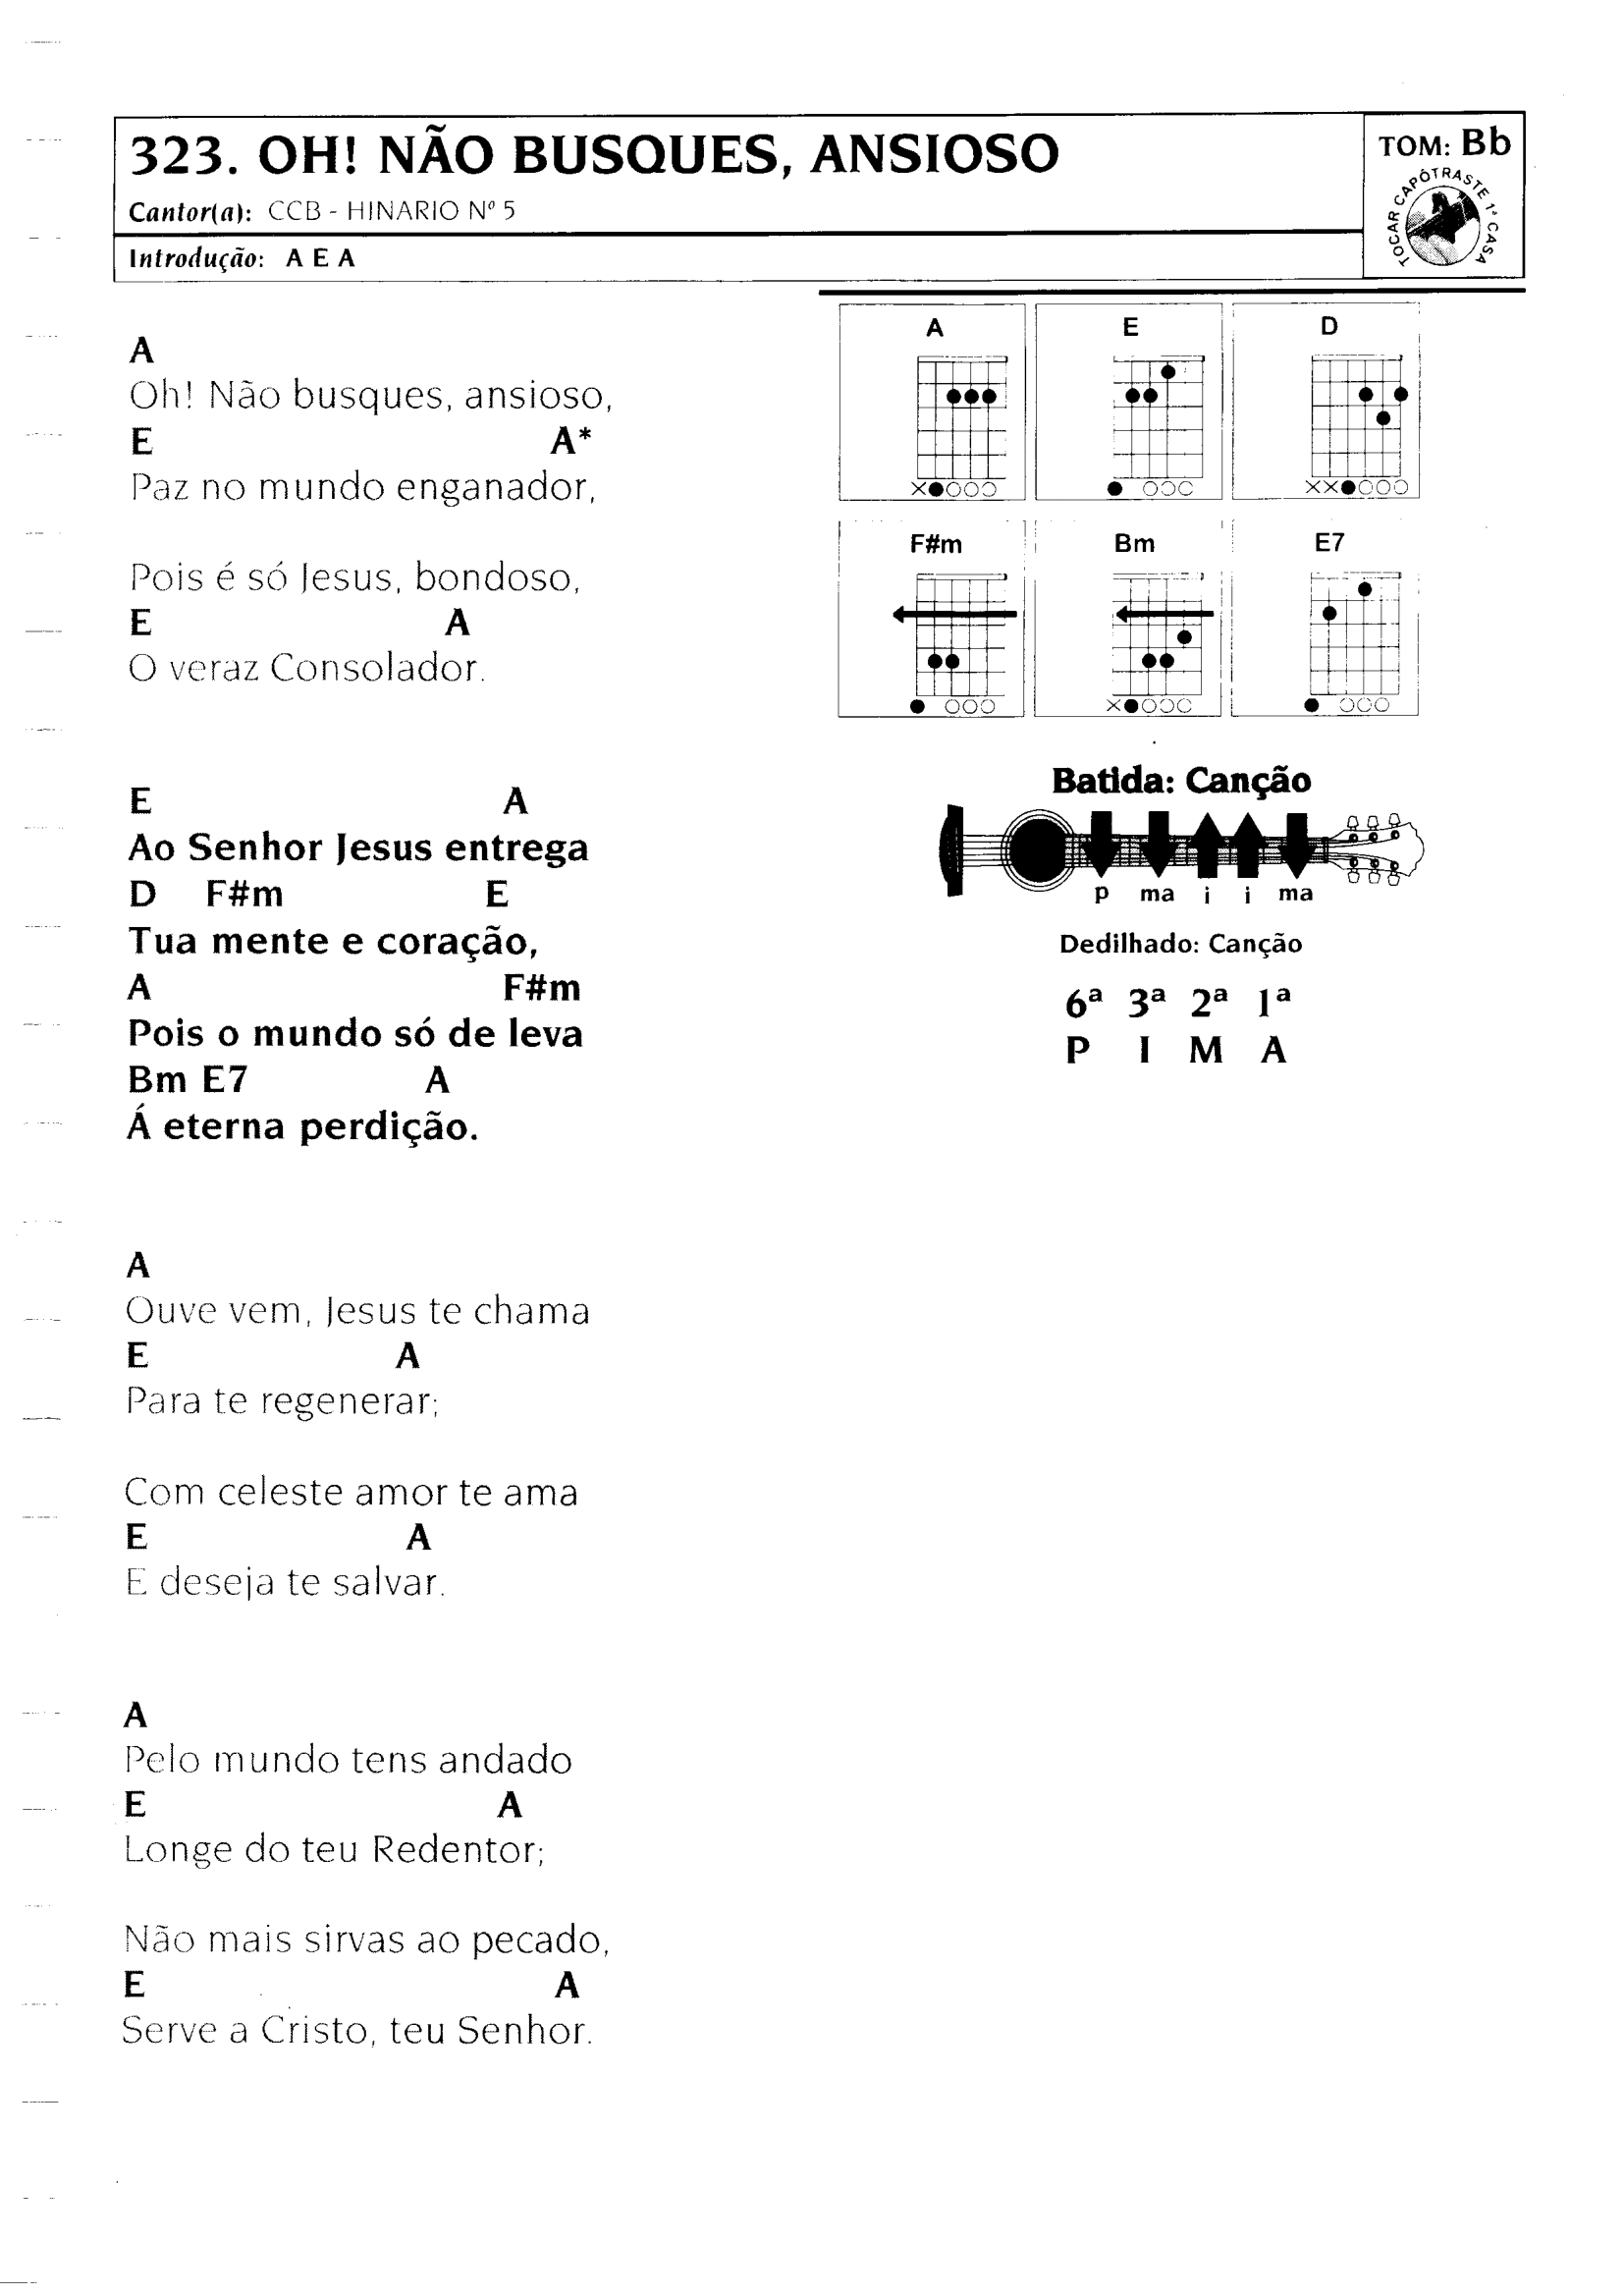 323. OH! NÃO BUSQUES, ANSIOSO
Cantor(a): CCB - HINARIO Nº 5
Introdução: A E A
TOM: Bb
TOCAR CAPÔTRASTE 1ª CASA
A
Oh! Não busques, ansioso,
E A*
Paz no mundo enganador,
Pois é só Jesus, bondoso,
E A
O veraz Consolador.
E A
Ao Senhor Jesus entrega
D F#m E
Tua mente e coração,
A F#m
Pois o mundo só de leva
Bm E7 A
Á eterna perdição.
A
Ouve vem, Jesus te chama
E A
Para te regenerar;
Com celeste amor te ama
E A
E deseja te salvar.
A
Pelo mundo tens andado
E A
Longe do teu Redentor;
Não mais sirvas ao pecado,
E A
Serve a Cristo, teu Senhor.
A E D
F#m Bm E7
Batida: Canção
p ma i i ma
Dedilhado: Canção
6ª 3ª 2ª 1ª
P I M A